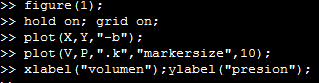 >> figure(1);
>> hold on; grid on;
>> plot(X,Y,"-b");
>> plot(V,P,".k","markersize",10);
>> xlabel("volumen");ylabel("presion");